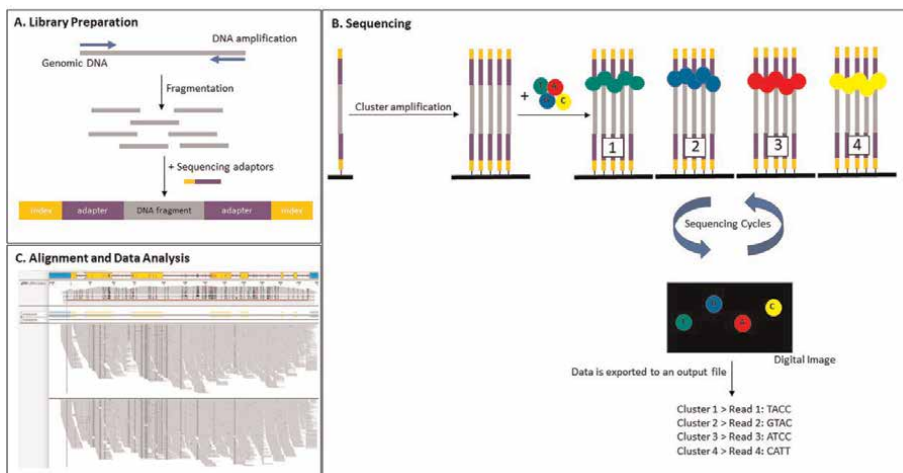 A. Library Preparation
DNA amplification
Genomic DNA
Fragmentation
+ Sequencing adaptors
index adapter DNA fragment adapter index
B. Sequencing
Cluster amplification
+
C
1
2
3
4
Sequencing Cycles
T
A
C
Digital Image
Data is exported to an output file
Cluster 1 > Read 1: TACC
Cluster 2 > Read 2: GTAC
Cluster 3 > Read 3: ATCC
Cluster 4 > Read 4: CATT
C. Alignment and Data Analysis